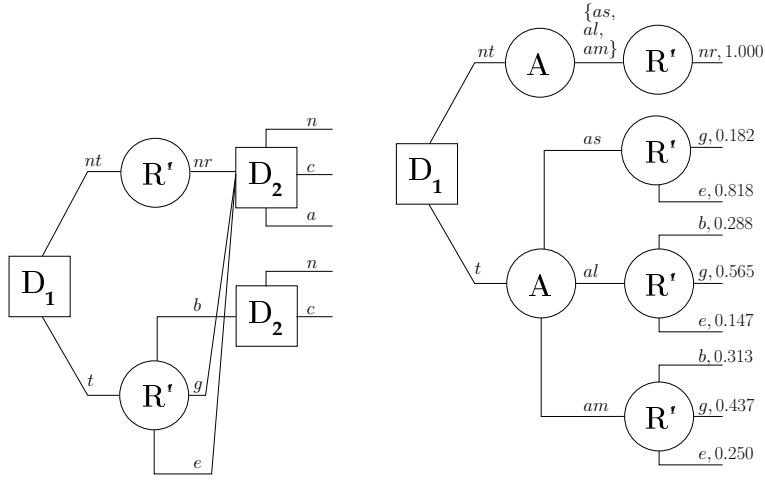 nt
R'
nr
D2
n
c
a
D1
t
R'
b
g
e
D2
n
c
nt
A
{as,
al,
am}
R'
nr, 1.000
D1
t
A
as
R'
g, 0.182
e, 0.818
al
R'
b, 0.288
g, 0.565
e, 0.147
am
R'
b, 0.313
g, 0.437
e, 0.250